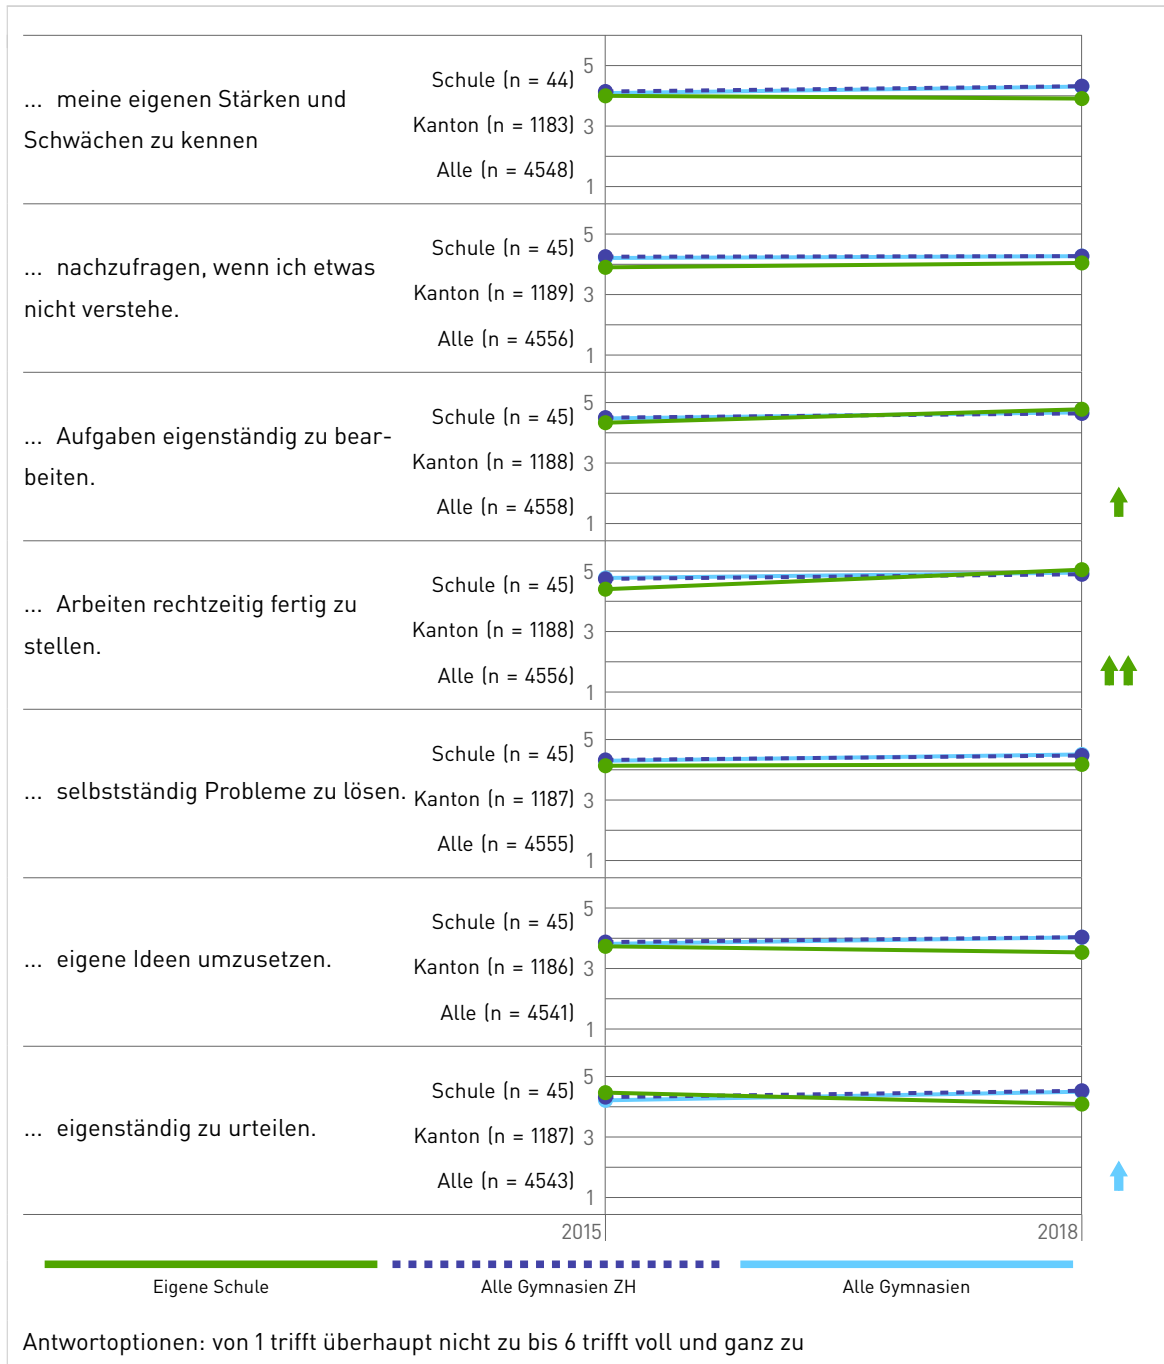 5
Schule (n = 44)
... meine eigenen Stärken und
Kanton (n = 1183) 3
Schwächen zu kennen
Alle (n = 4548)
1
5
Schule (n = 45)
... nachzufragen, wenn ich etwas
Kanton (n = 1189) 3
nicht verstehe.
Alle (n = 4556)
1
5
Schule (n = 45)
... Aufgaben eigenständig zu bear-
Kanton (n = 1188) 3
beiten.
Alle (n = 4558)
1
5
Schule (n = 45)
... Arbeiten rechtzeitig fertig zu
Kanton (n = 1188) 3
stellen.
Alle (n = 4556)
1
5
Schule (n = 45)
... selbstständig Probleme zu lösen.
Kanton (n = 1187) 3
Alle (n = 4555)
1
5
Schule (n = 45)
... eigene Ideen umzusetzen.
Kanton (n = 1186) 3
Alle (n = 4541)
1
5
Schule (n = 45)
... eigenständig zu urteilen.
Kanton (n = 1187) 3
Alle (n = 4543)
1
2015 2018
Eigene Schule Alle Gymnasien ZH Alle Gymnasien
Antwortoptionen: von 1 trifft überhaupt nicht zu bis 6 trifft voll und ganz zu